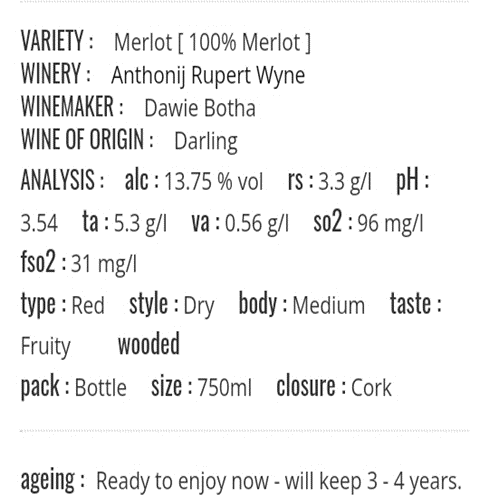 VARIETY : Merlot [ 100% Merlot ]
WINERY : Anthonij Rupert Wyne
WINEMAKER : Dawie Botha
WINE OF ORIGIN : Darling
ANALYSIS : alc : 13.75 % vol rs : 3.3 g/l pH :
3.54 ta : 5.3 g/l va : 0.56 g/l so2 : 96 mg/l
fso2 : 31 mg/l
type : Red style : Dry body : Medium taste :
Fruity wooded
pack : Bottle size : 750ml closure : Cork
ageing : Ready to enjoy now - will keep 3 - 4 years.